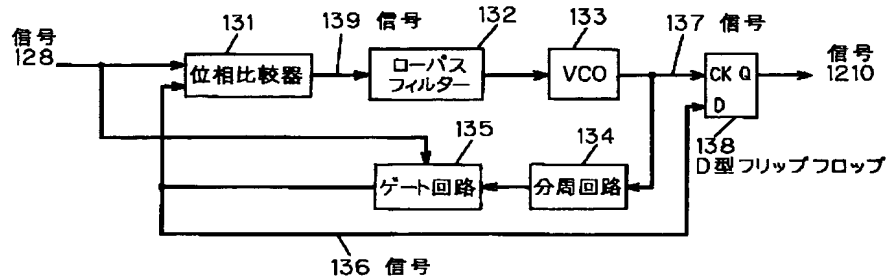 信号
128
131
位相比較器
139 信号
132
ローパス
フィルター
133
VCO
137 信号
CK Q
D
信号
1210
138
D型フリップフロップ
135
ゲート回路
134
分周回路
136 信号